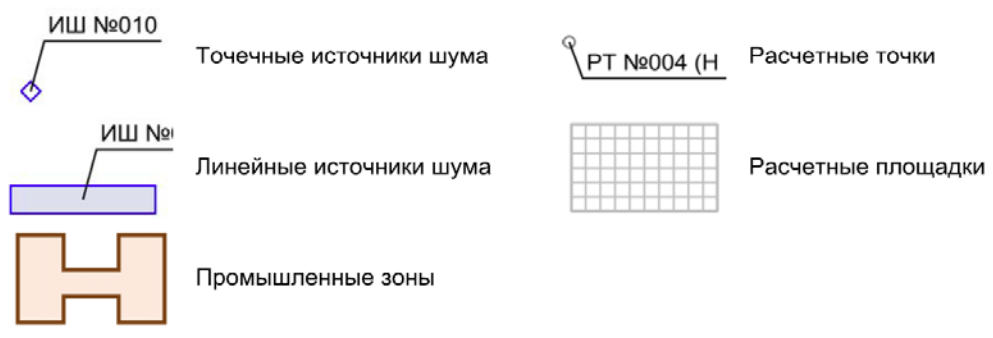 ИШ №010
Точечные источники шума
РТ №004 (Н
Расчетные точки
ИШ №
Линейные источники шума
Расчетные площадки
Промышленные зоны